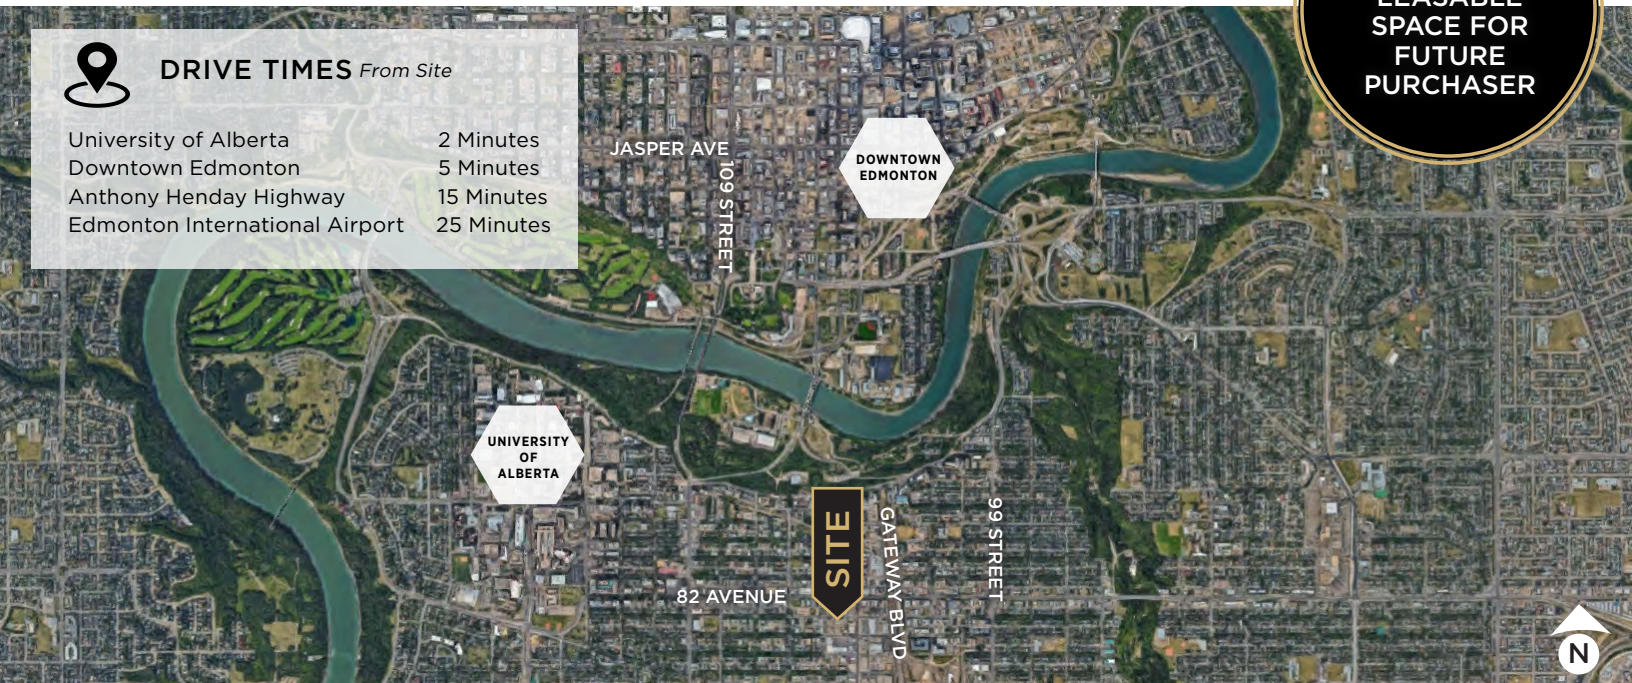 LEASABLE
SPACE FOR
FUTURE
PURCHASER
DRIVE TIMES From Site
University of Alberta 2 Minutes
Downtown Edmonton 5 Minutes
Anthony Henday Highway 15 Minutes
Edmonton International Airport 25 Minutes
JASPER AVE
109 STREET
DOWNTOWN
EDMONTON
UNIVERSITY
OF
ALBERTA
SITE
GATEWAY BLVD
99 STREET
82 AVENUE
N